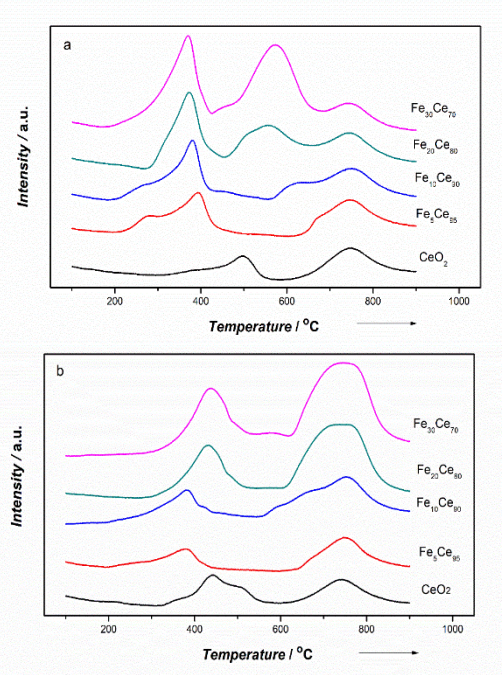 a
Intensity / a.u.
Fe30Ce70
Fe20Ce80
Fe10Ce90
Fe5Ce95
CeO2
200 400 600 800 1000
Temperature / °C
b
Intensity / a.u.
Fe30Ce70
Fe20Ce80
Fe10Ce90
Fe5Ce95
CeO2
200 400 600 800 1000
Temperature / °C